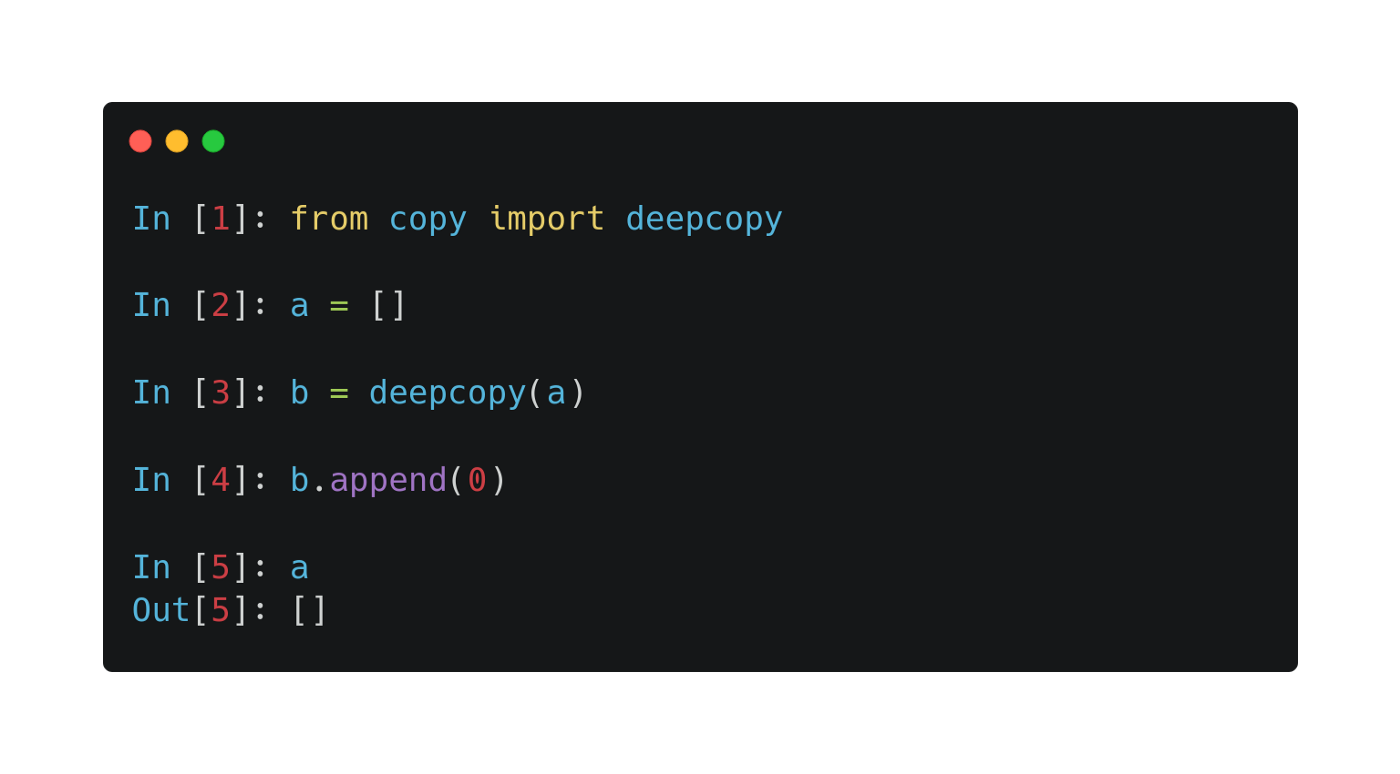 In [1]: from copy import deepcopy
In [2]: a = []
In [3]: b = deepcopy(a)
In [4]: b.append(0)
In [5]: a
Out[5]: []